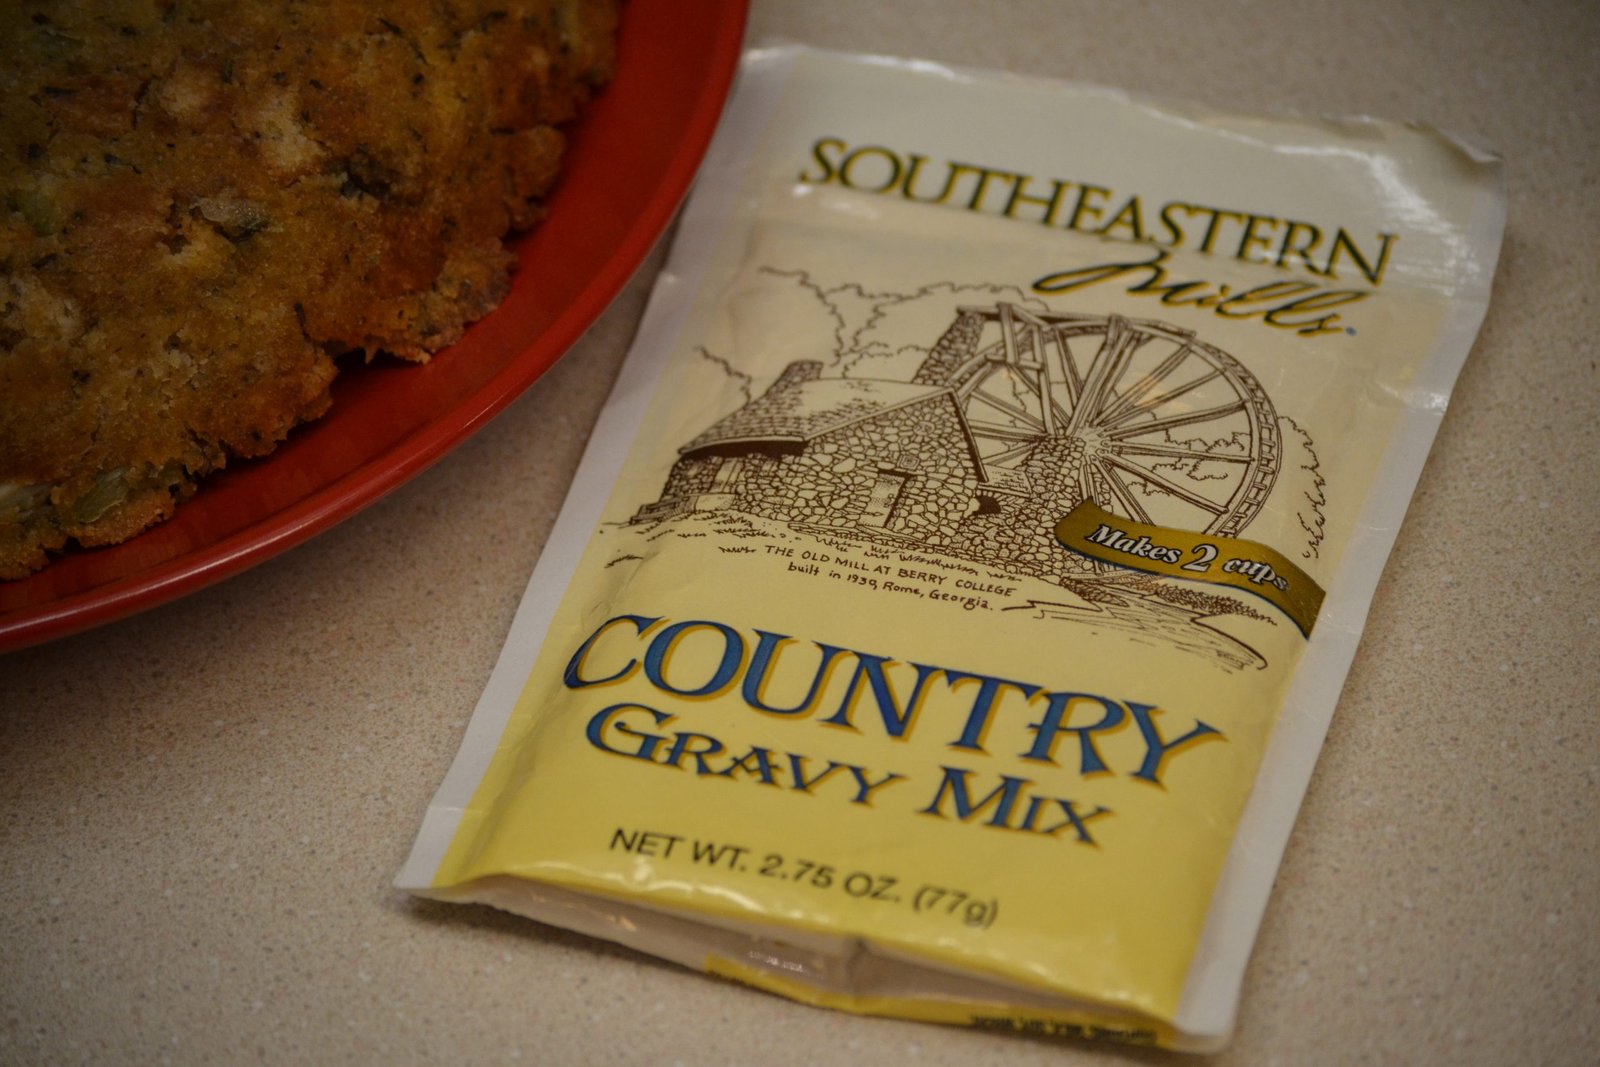 SOUTHEASTERN
Mills
Makes 2 cups
THE OLD MILL AT BERRY COLLEGE
built in 1930, Rome, Georgia.
COUNTRY
GRAVY MIX
NET WT. 2.75 OZ. (77g)